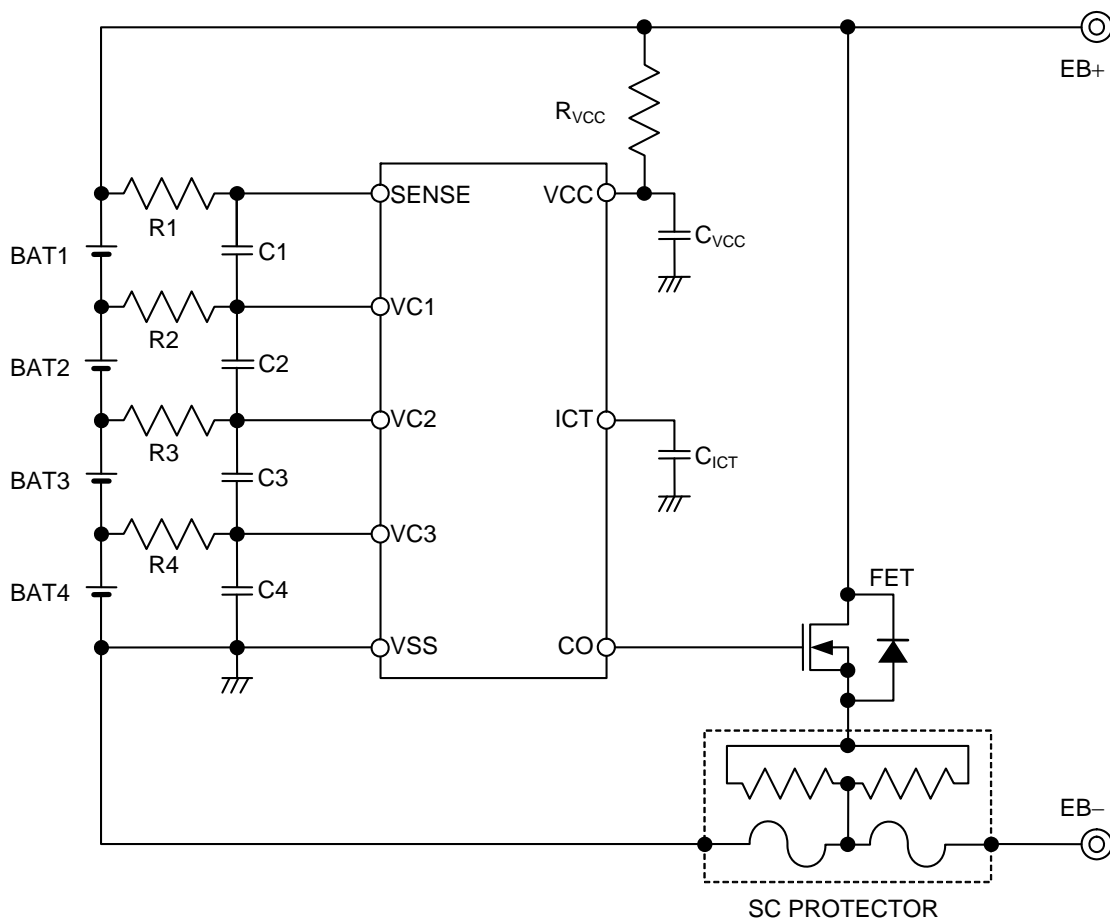 EB+
RVCC
SENSE
VCC
R1
BAT1
C1
CVCC
VC1
R2
BAT2
C2
VC2
ICT
R3
BAT3
C3
CICT
VC3
R4
BAT4
C4
FET
VSS
CO
EB−
SC PROTECTOR